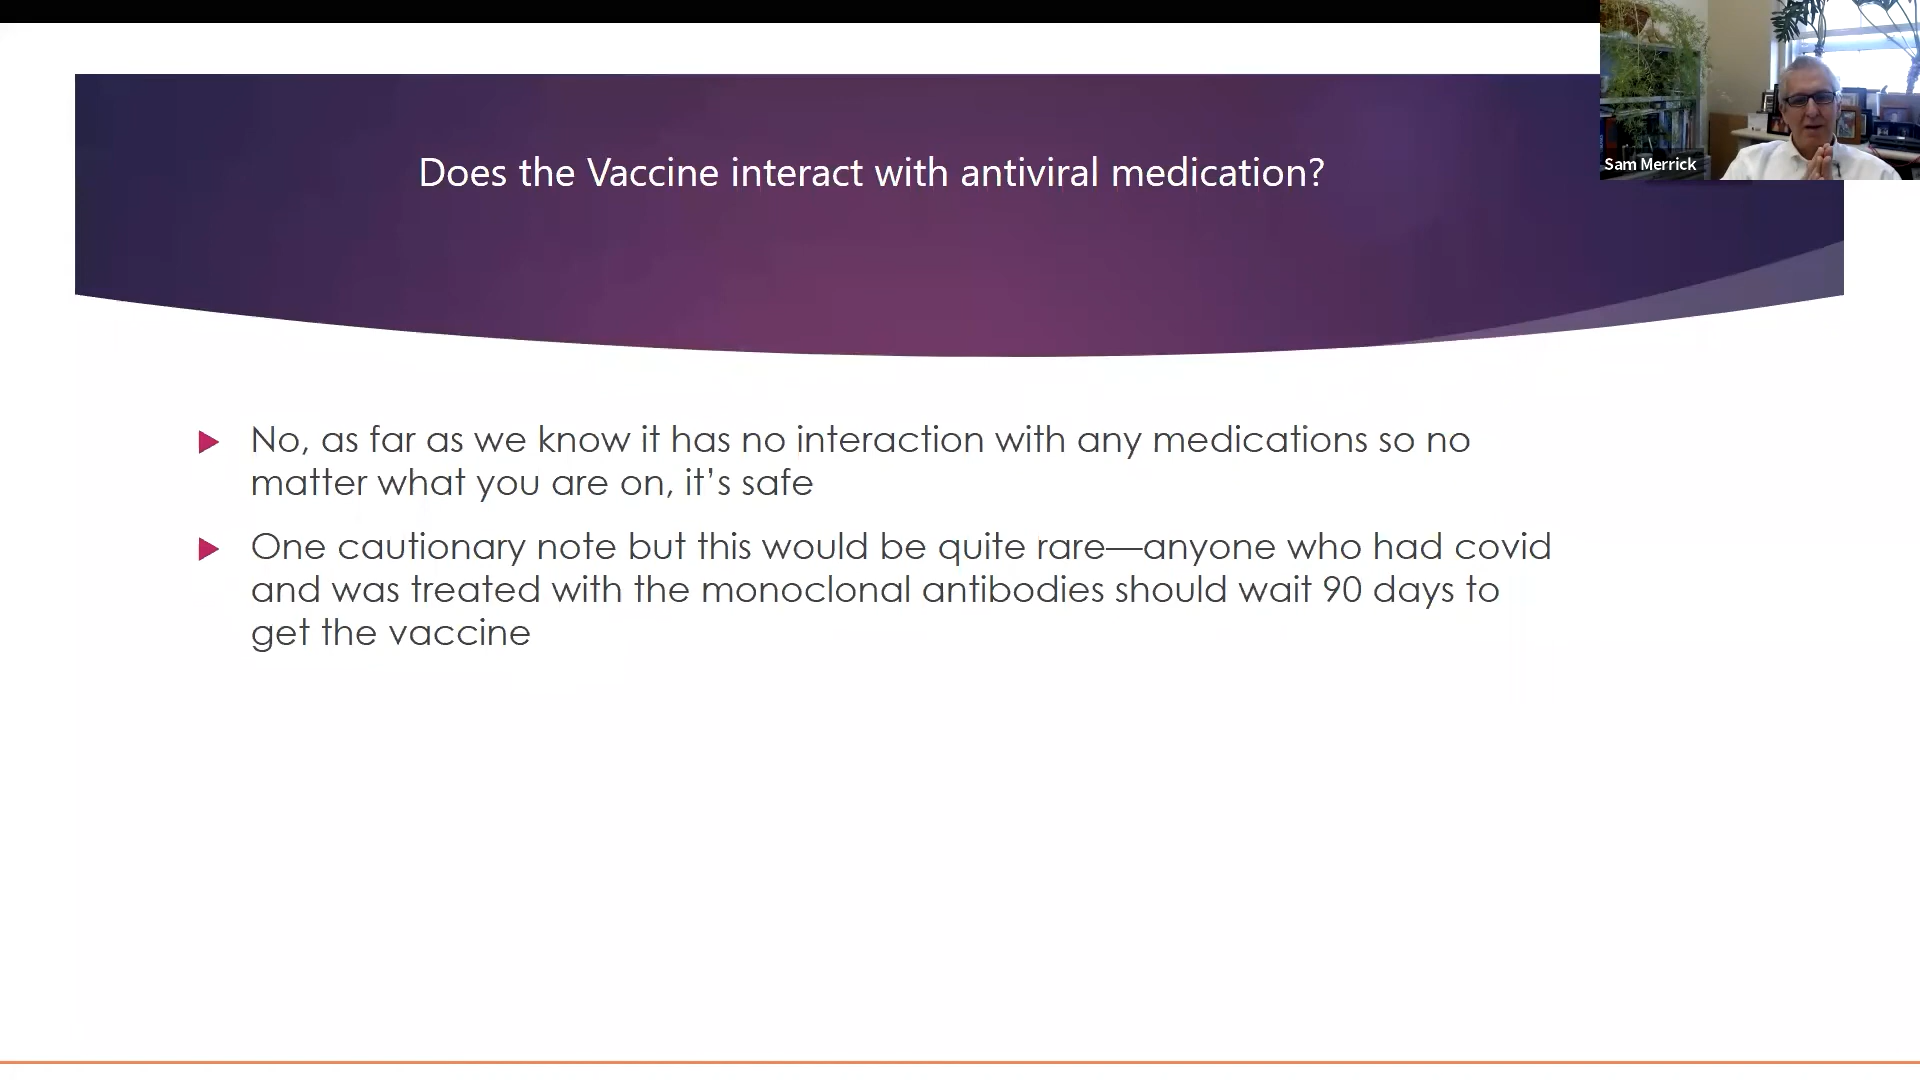 Does the Vaccine interact with antiviral medication?
Sam Merrick
No, as far as we know it has no interaction with any medications so no
matter what you are on, it’s safe
One cautionary note but this would be quite rare—anyone who had covid
and was treated with the monoclonal antibodies should wait 90 days to
get the vaccine